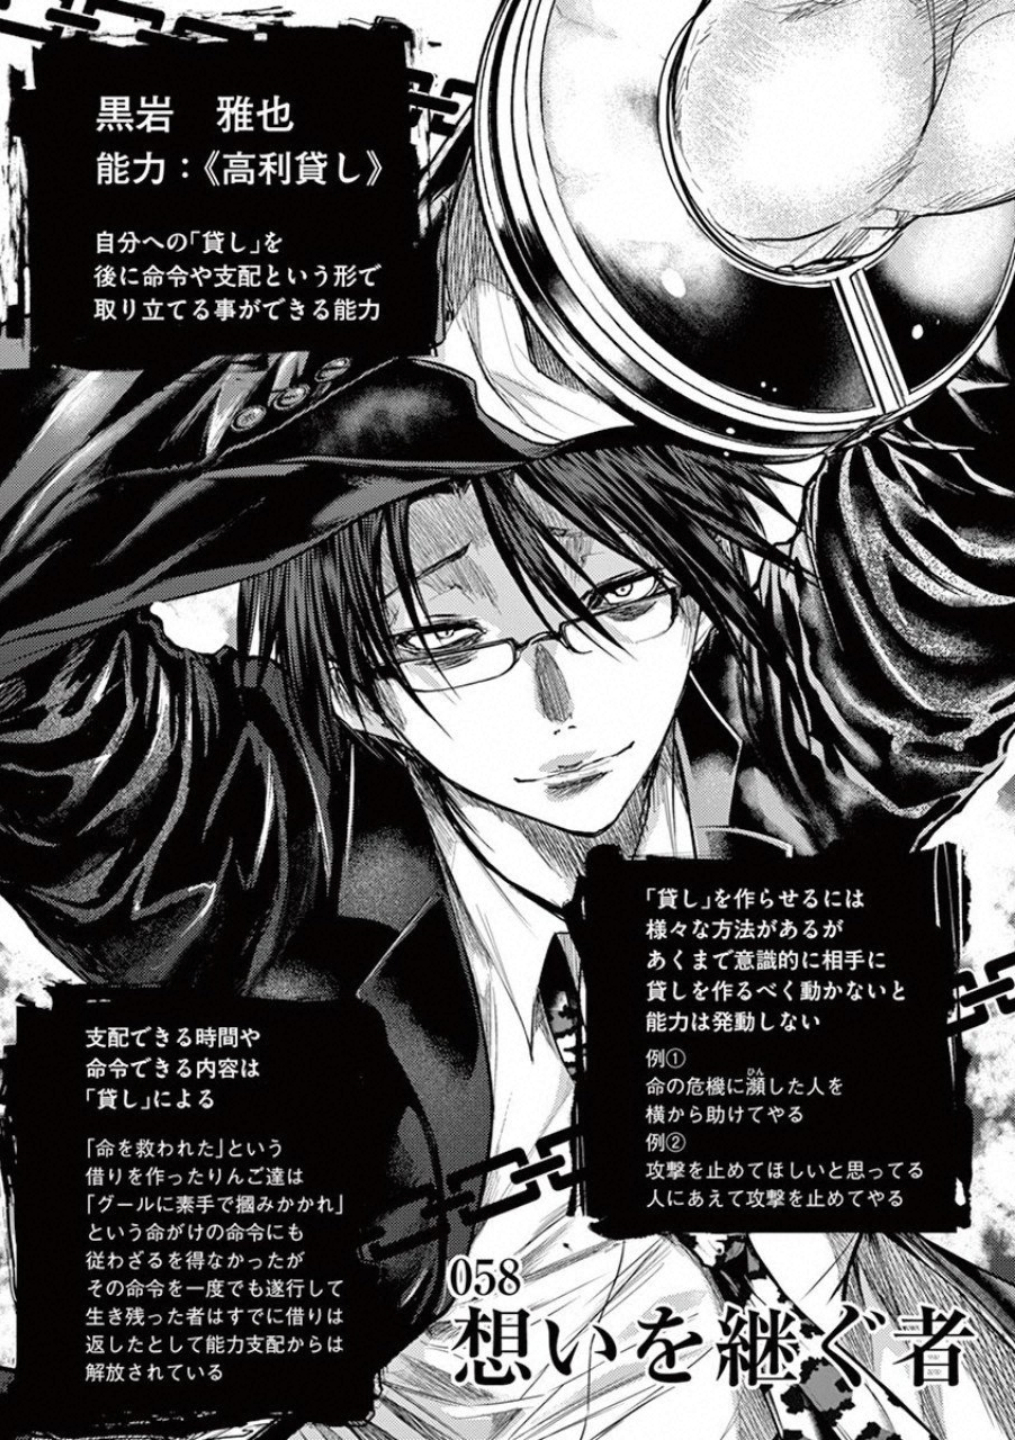 黒岩　雅也
能力：《高利貸し》
自分への「貸し」を
後に命令や支配という形で
取り立てる事ができる能力
「貸し」を作らせるには
様々な方法があるが
あくまで意識的に相手に
貸しを作るべく動かないと
能力は発動しない
例①
命の危機に瀕した人を
横から助けてやる
例②
攻撃を止めてほしいと思ってる
人にあえて攻撃を止めてやる
支配できる時間や
命令できる内容は
「貸し」による
「命を救われた」という
借りを作ったりんご達は
「グールに素手で摑みかかれ」
という命がけの命令にも
従わざるを得なかったが
その命令を一度でも遂行して
生き残った者はすでに借りは
返したとして能力支配からは
解放されている
058
想いを継ぐ者